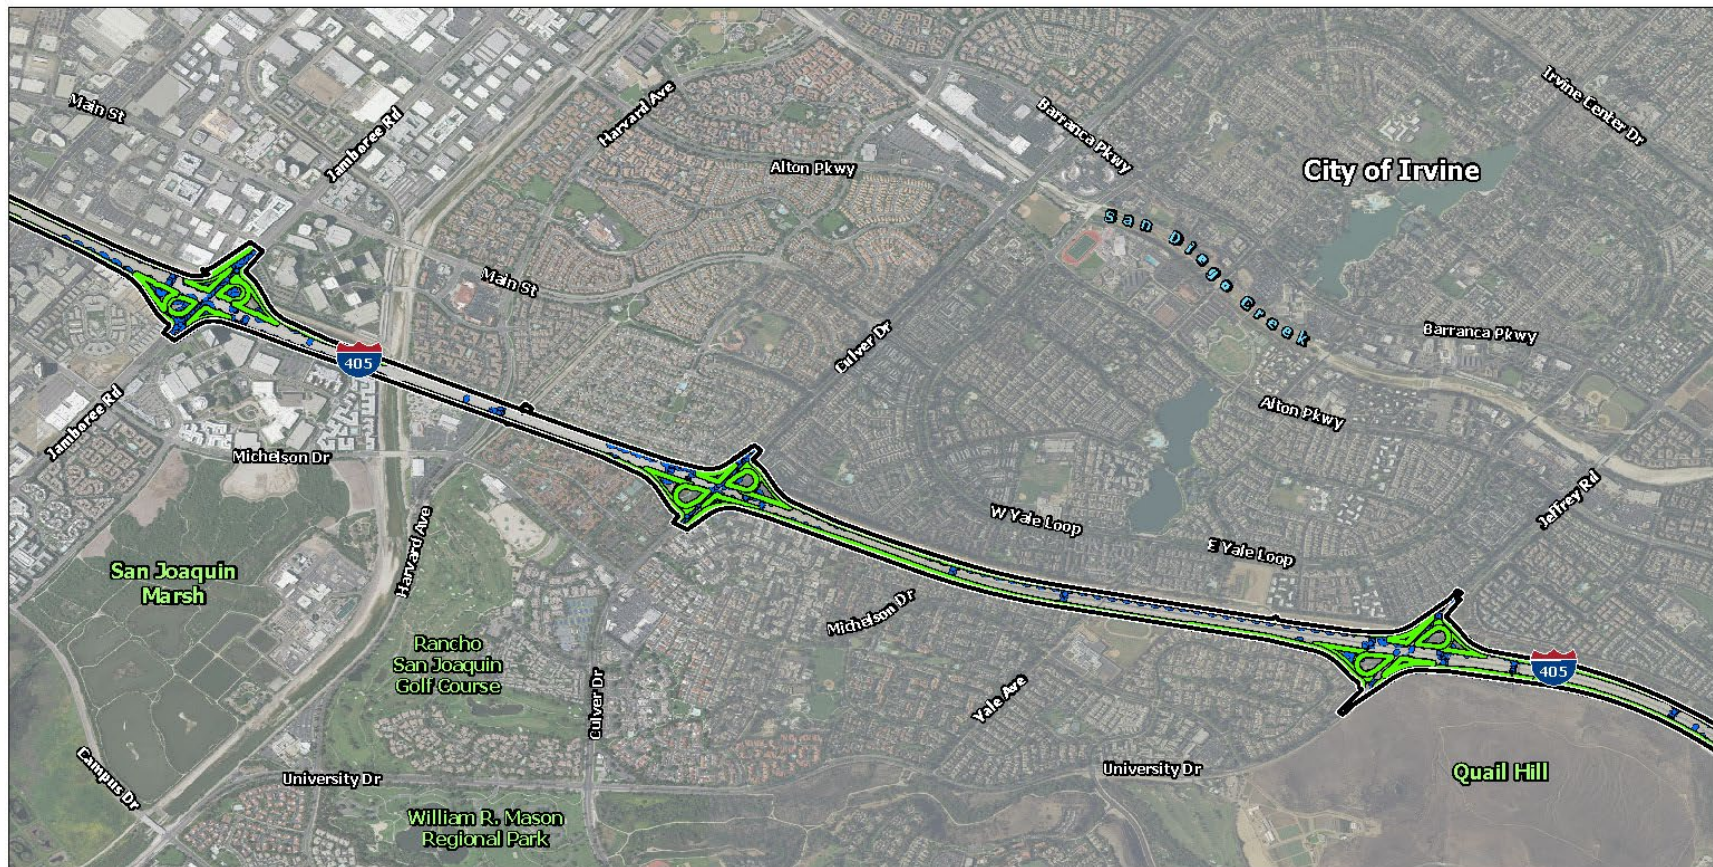 Main St
Jamboree Rd
Harvard Ave
Alton Pkwy
Barranca Pkwy
Irvine Center Dr
City of Irvine
San Diego Creek
Main St
Culver Dr
Barranca Pkwy
405
Jamboree Rd
Michelson Dr
Alton Pkwy
Harvard Ave
W Yale Loop
E Yale Loop
Jeffrey Rd
San Joaquin
Marsh
Michelson Dr
Rancho
San Joaquin
Golf Course
Culver Dr
Yale Ave
405
Campus Dr
University Dr
University Dr
Quail Hill
William R. Mason
Regional Park